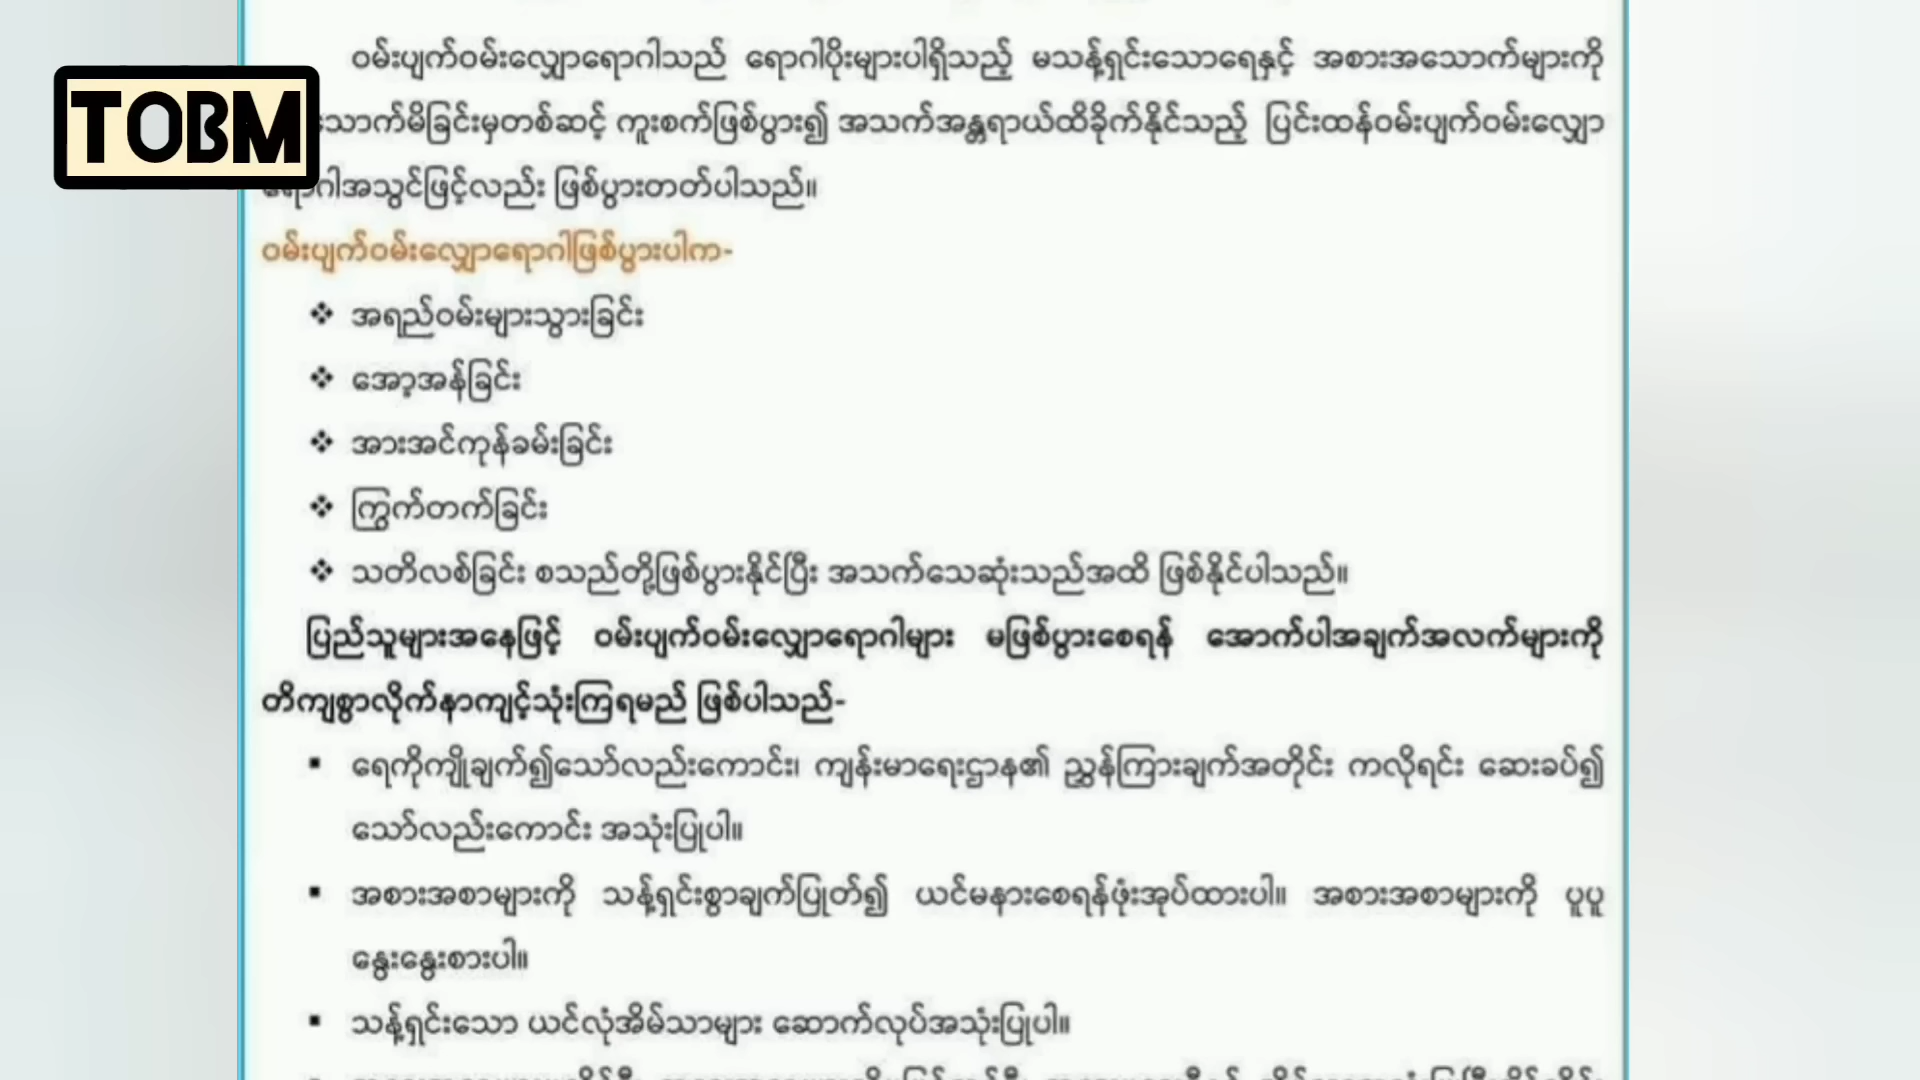 ဝမ်းပျက်ဝမ်းလျှောရောဂါသည် ရောဂါပိုးများပါရှိသည့် မသန့်ရှင်းသောရေနှင့် အစားအသောက်များကို
TOBM
သောက်မိခြင်းမှတစ်ဆင့် ကူးစက်ဖြစ်ပွား၍ အသက်အန္တရာယ်ထိခိုက်နိုင်သည့် ပြင်းထန်ဝမ်းပျက်ဝမ်းလျှော
ရောဂါအသွင်ဖြင့်လည်း ဖြစ်ပွားတတ်ပါသည်။
ဝမ်းပျက်ဝမ်းလျှောရောဂါဖြစ်ပွားပါက-
❖ အရည်ဝမ်းများသွားခြင်း
❖ အော့အန်ခြင်း
❖ အားအင်ကုန်ခမ်းခြင်း
❖ ကြွက်တက်ခြင်း
❖ သတိလစ်ခြင်း စသည်တို့ဖြစ်ပွားနိုင်ပြီး အသက်သေဆုံးသည်အထိ ဖြစ်နိုင်ပါသည်။
ပြည်သူများအနေဖြင့် ဝမ်းပျက်ဝမ်းလျှောရောဂါများ မဖြစ်ပွားစေရန် အောက်ပါအချက်အလက်များကို
တိကျစွာလိုက်နာကျင့်သုံးကြရမည် ဖြစ်ပါသည်-
▪ ရေကိုကျိုချက်၍သော်လည်းကောင်း၊ ကျန်းမာရေးဌာန၏ ညွှန်ကြားချက်အတိုင်း ကလိုရင်း ဆေးခပ်၍
သော်လည်းကောင်း အသုံးပြုပါ။
▪ အစားအစာများကို သန့်ရှင်းစွာချက်ပြုတ်၍ ယင်မနားစေရန်ဖုံးအုပ်ထားပါ။ အစားအစာများကို ပူပူ
နွေးနွေးစားပါ။
▪ သန့်ရှင်းသော ယင်လုံအိမ်သာများ ဆောက်လုပ်အသုံးပြုပါ။